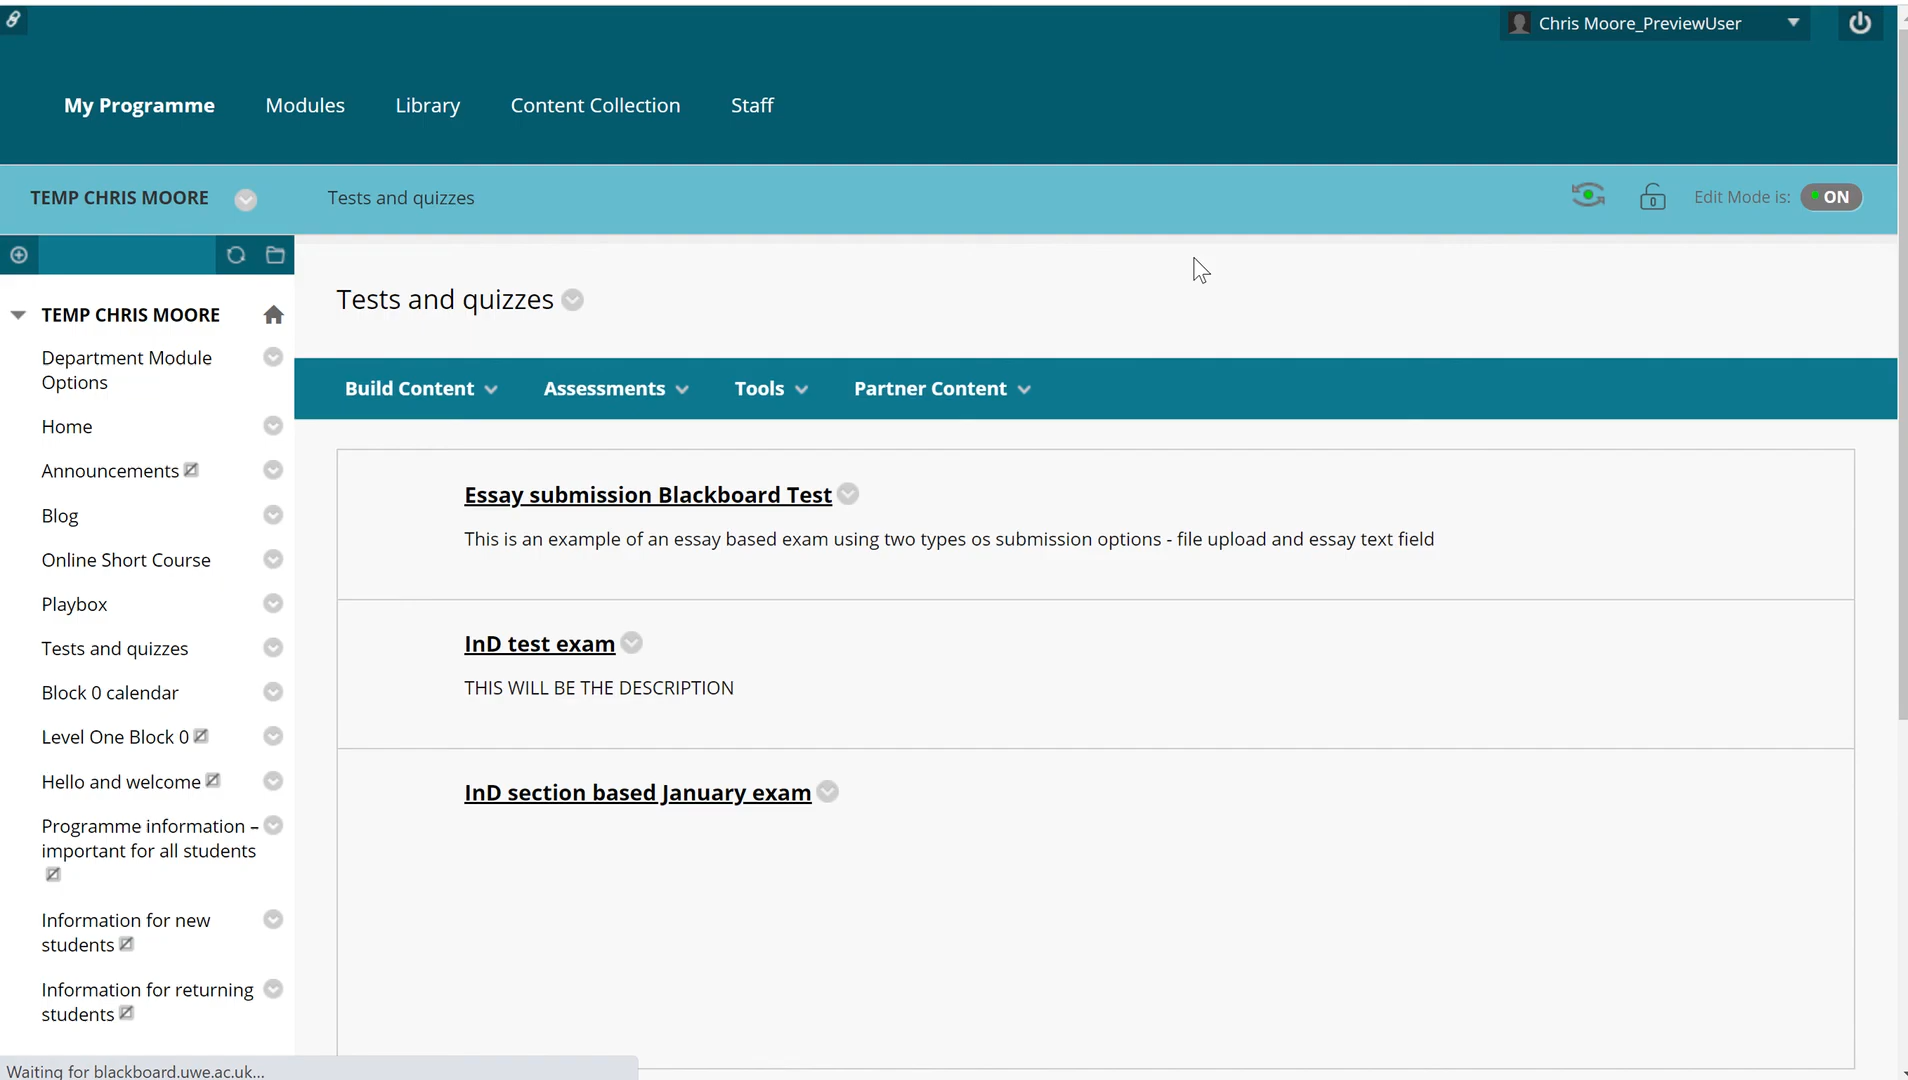 Chris Moore_PreviewUser
My Programme Modules Library Content Collection Staff
TEMP CHRIS MOORE Tests and quizzes Edit Mode is: ON
TEMP CHRIS MOORE
Department Module
Options
Home
Announcements
Blog
Online Short Course
Playbox
Tests and quizzes
Block 0 calendar
Level One Block 0
Hello and welcome
Programme information –
important for all students
Information for new
students
Information for returning
students
Tests and quizzes
Build Content Assessments Tools Partner Content
Essay submission Blackboard Test
This is an example of an essay based exam using two types os submission options - file upload and essay text field
InD test exam
THIS WILL BE THE DESCRIPTION
InD section based January exam
Waiting for blackboard.uwe.ac.uk...